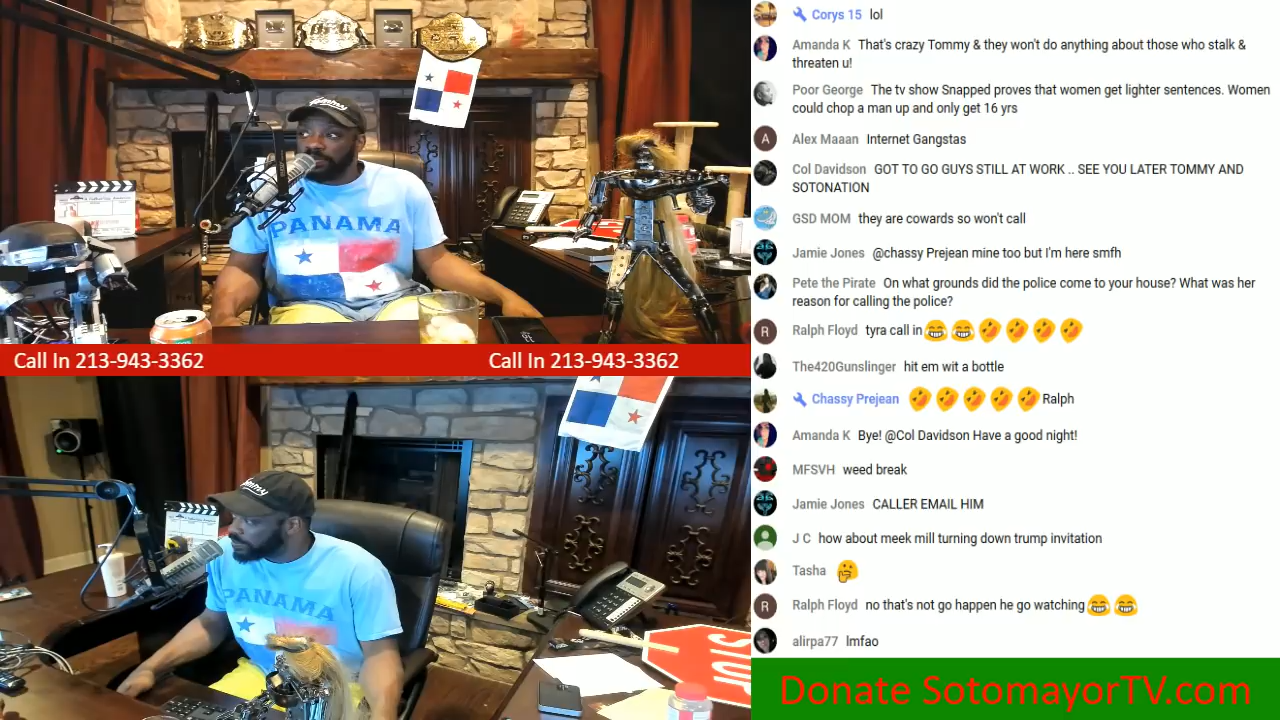 PANAMA
Call In 213-943-3362
Call In 213-943-3362
PANAMA
Corys 15 lol
Amanda K That's crazy Tommy & they won't do anything about those who stalk &
threaten u!
Poor George The tv show Snapped proves that women get lighter sentences. Women
could chop a man up and only get 16 yrs
A
Alex Maaan Internet Gangstas
Col Davidson GOT TO GO GUYS STILL AT WORK .. SEE YOU LATER TOMMY AND
SOTONATION
GSD MOM they are cowards so won't call
Jamie Jones @chassy Prejean mine too but I'm here smfh
Pete the Pirate On what grounds did the police come to your house? What was her
reason for calling the police?
R
Ralph Floyd tyra call in😂😂🤣🤣🤣🤣
The420Gunslinger hit em wit a bottle
Chassy Prejean 🤣🤣🤣🤣🤣Ralph
Amanda K Bye! @Col Davidson Have a good night!
MFSVH weed break
Jamie Jones CALLER EMAIL HIM
J C how about meek mill turning down trump invitation
Tasha 🤔
R
Ralph Floyd no that's not go happen he go watching😂😂
alirpa77 lmfao
Donate SotomayorTV.com